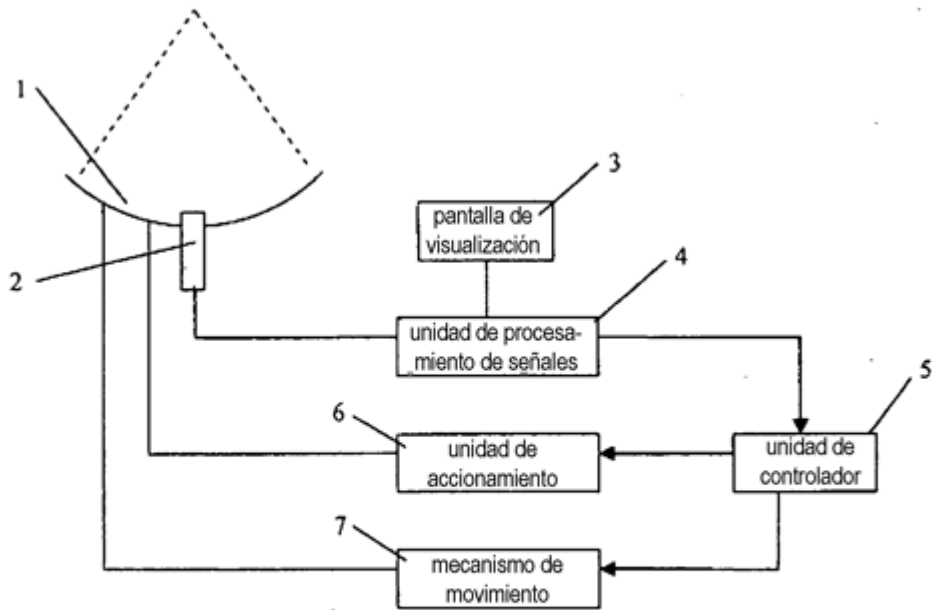 1
3
pantalla de
visualización
2
4
unidad de procesa-
miento de señales
5
6
unidad de
accionamiento
unidad de
controlador
7
mecanismo de
movimiento